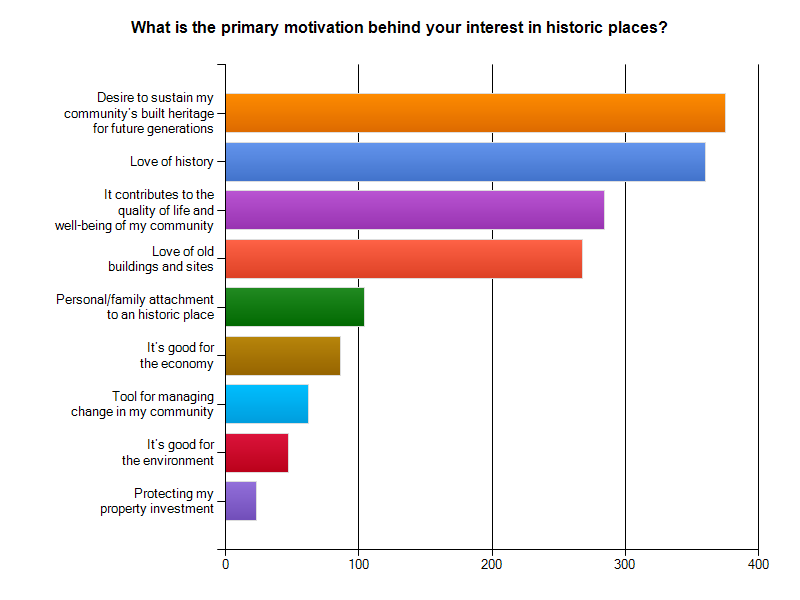 What is the primary motivation behind your interest in historic places?
Desire to sustain my
community's built heritage
for future generations
Love of history
It contributes to the
quality of life and
well-being of my community
Love of old
buildings and sites
Personal/family attachment
to an historic place
It's good for
the economy
Tool for managing
change in my community
It's good for
the environment
Protecting my
property investment
0 100 200 300 400